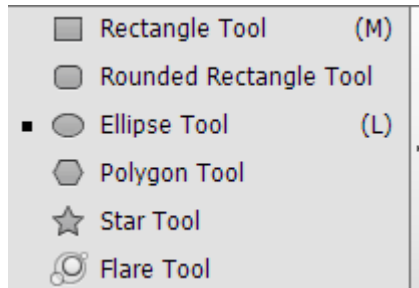 Rectangle Tool (M)
Rounded Rectangle Tool
Ellipse Tool (L)
Polygon Tool
Star Tool
Flare Tool